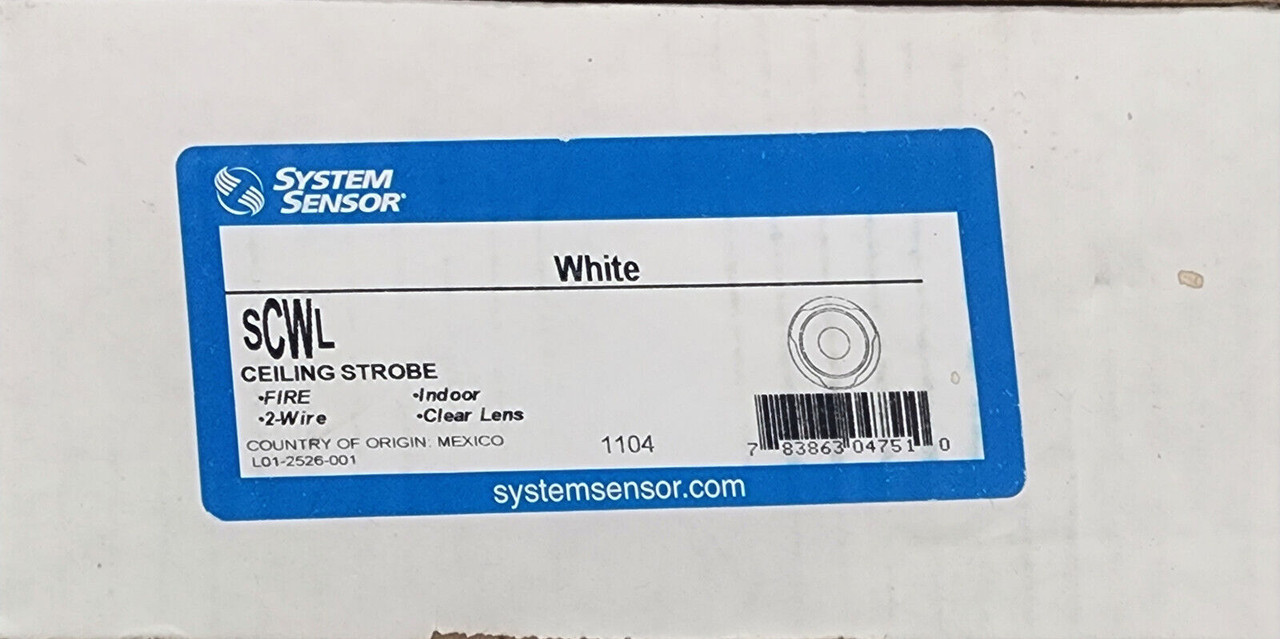 SYSTEM
SENSOR
White
SCWL
CEILING STROBE
•FIRE •Indoor
•2-Wire •Clear Lens
COUNTRY OF ORIGIN: MEXICO 1104
L01-2526-001
7 83863 04751 0
systemsensor.com